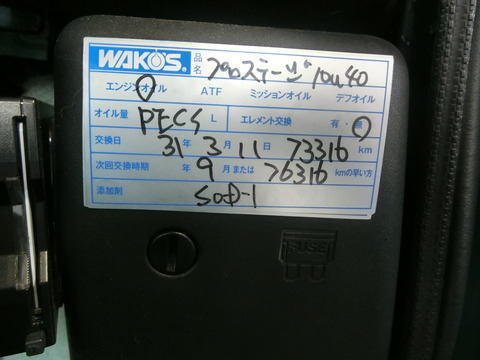 WAKO'S® 品名 プロステージ 10W40
エンジンオイル ATF ミッションオイル デフオイル
オイル量 PECS L エレメント交換 有・無
交換日 31年 3月 11日 73316 km
次回交換時期 年 9月または 76316 kmの早い方
添加剤 SOD-1
FUSE